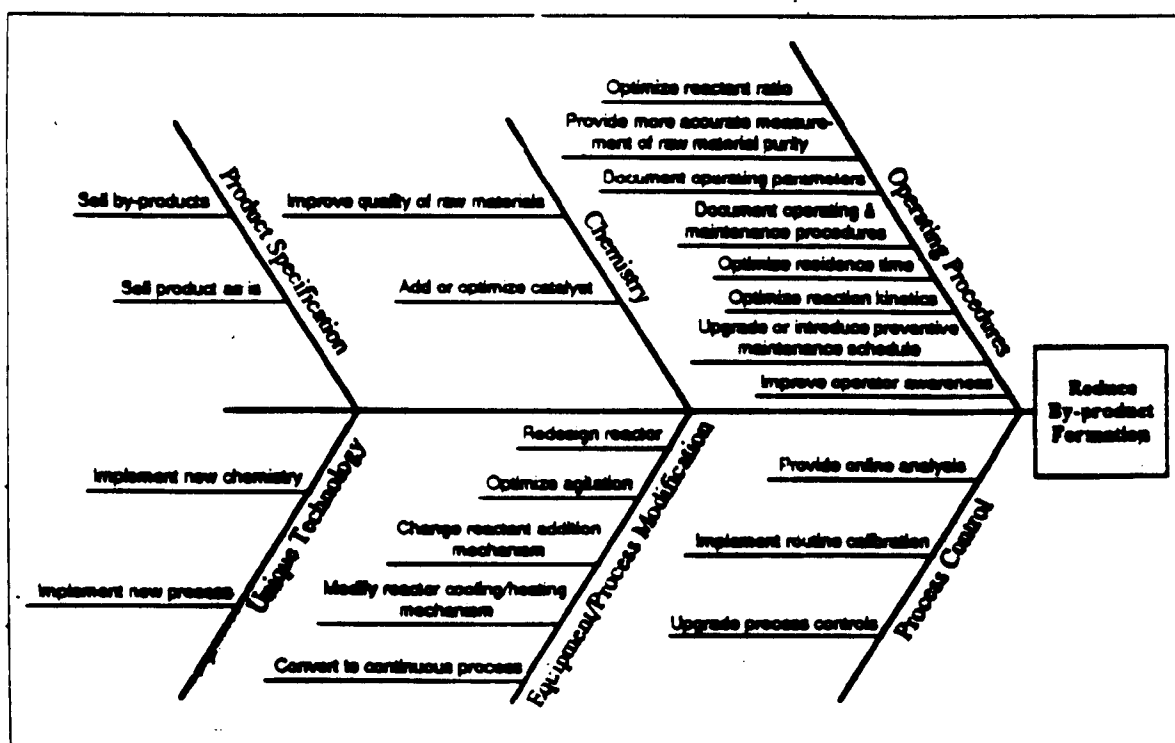 Optimize reactant ratio
Provide more accurate measure-
ment of raw material purity
Document operating parameters
Document operating &
maintenance procedures
Optimize residence time
Optimize reaction kinetics
Upgrade or introduce preventive
maintenance schedule
Improve operator awareness
Operating Procedures
Improve quality of raw materials
Add or optimize catalyst
Chemistry
Sell by-products
Sell product as is
Product Specification
Reduce
By-product
Formation
Implement new chemistry
Implement new process
Unique Technology
Redesign reactor
Optimize agitation
Change reactant addition
mechanism
Modify reactor cooling/heating
mechanism
Convert to continuous process
Equipment/Process Modification
Provide online analysis
Implement routine calibration
Upgrade process controls
Process Control